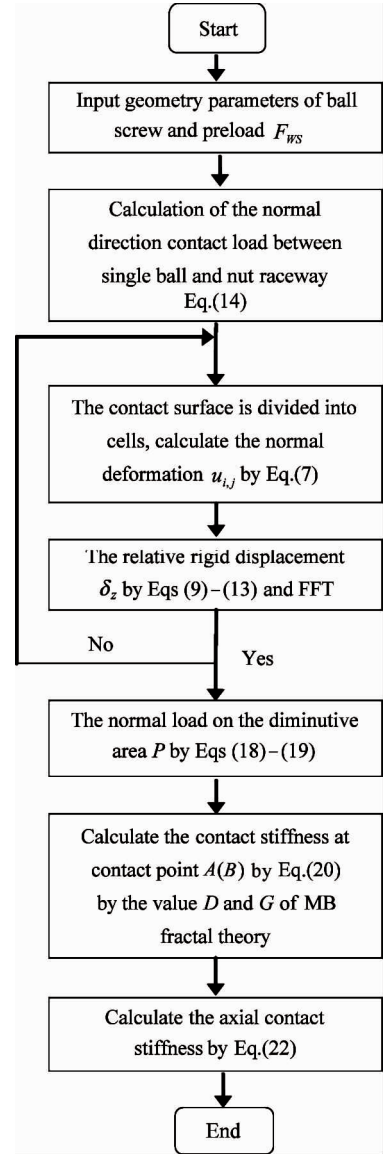 Start
Input geometry parameters of ball
screw and preload F_WS
Calculation of the normal
direction contact load between
single ball and nut raceway
Eq.(14)
The contact surface is divided into
cells, calculate the normal
deformation u_i,j by Eq.(7)
The relative rigid displacement
δ_z by Eqs (9)–(13) and FFT
No
Yes
The normal load on the diminutive
area P by Eqs (18)–(19)
Calculate the contact stiffness at
contact point A(B) by Eq.(20)
by the value D and G of MB
fractal theory
Calculate the axial contact
stiffness by Eq.(22)
End